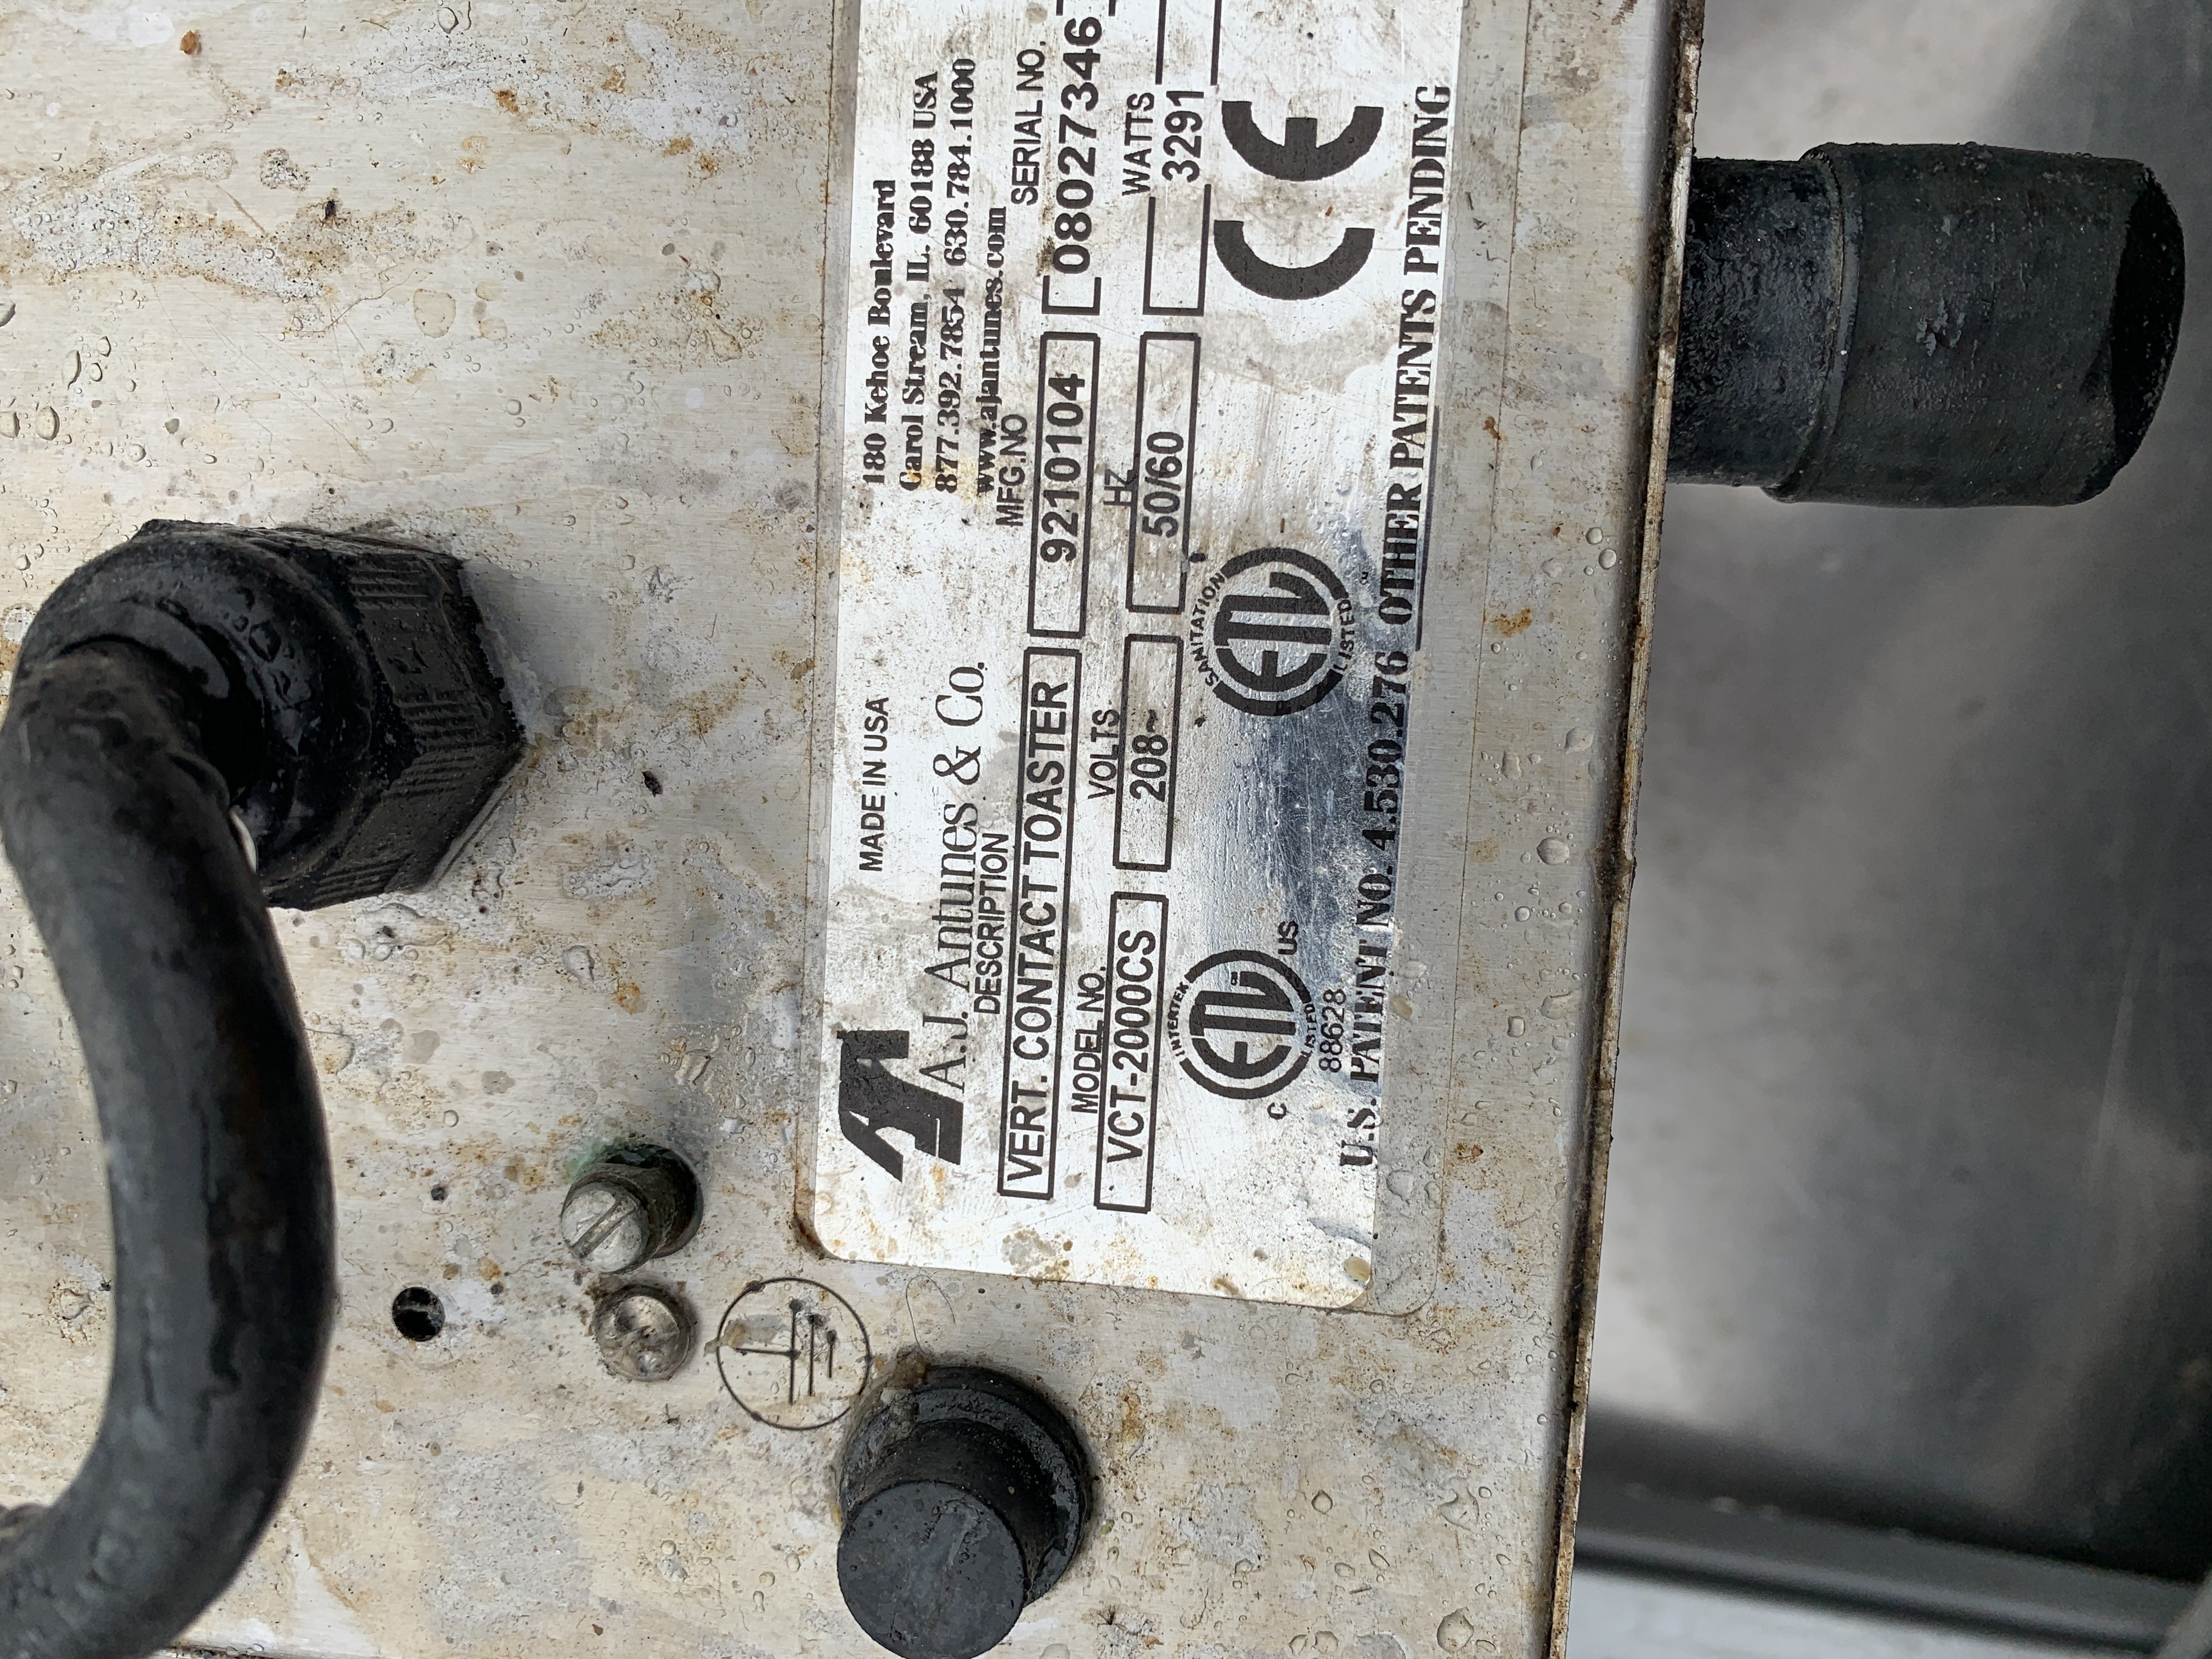 MADE IN USA
A.J. Antunes & Co.
180 Kehoe Boulevard
Carol Stream, IL. 60188 USA
877.392.7854 630.784.1000
www.ajantunes.com
DESCRIPTION MFG.NO SERIAL NO.
VERT. CONTACT TOASTER 9210104 08027346
MODEL NO. VOLTS HZ WATTS
VCT-2000CS 208~ 50/60 3291
INTERTEK
ETL
LISTED
C US
88628
SANITATION
ETL
LISTED
CE
U.S. PATENT NO. 4.530.276 OTHER PATENTS PENDING